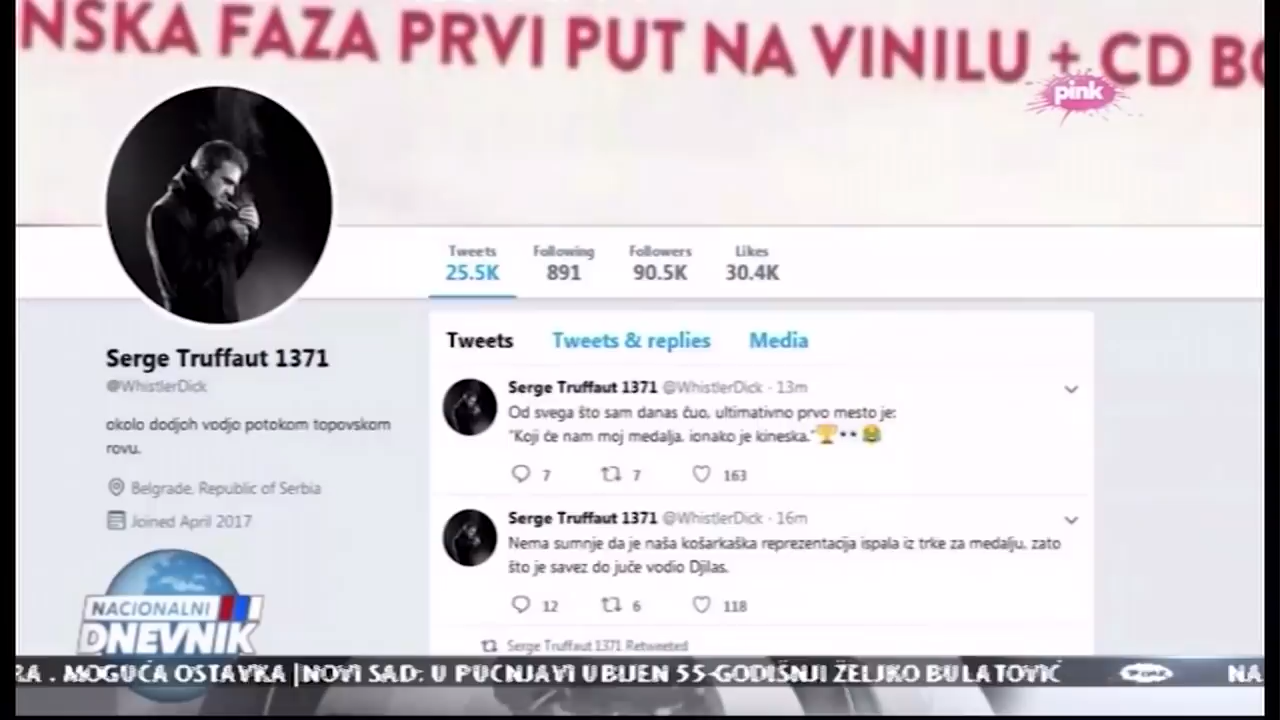 NSKA FAZA PRVI PUT NA VINILU + CD
pink
Tweets Following Followers Likes
25.5K 891 90.5K 30.4K
Tweets Tweets & replies Media
Serge Truffaut 1371
@WhistlerDick
okolo dodjoh vodjo potokom topovskom
rovu.
Belgrade, Republic of Serbia
Joined April 2017
Serge Truffaut 1371 @WhistlerDick · 13m
Od svega što sam danas čuo, ultimativno prvo mesto je:
"Koji će nam moj medalja, ionako je kineska."🏆👀😂
7 7 163
Serge Truffaut 1371 @WhistlerDick · 16m
Nema sumnje da je naša košarkaška reprezentacija ispala iz trke za medalju, zato
što je savez do juče vodio Djilas.
12 6 118
Serge Truffaut 1371 Retweeted
NACIONALNI
DNEVNIK
RA . MOGUĆA OSTAVKA | NOVI SAD: U PUCNJAVI UBIJEN 55-GODIŠNJI ŽELJKO BULATOVIĆ PINK NA